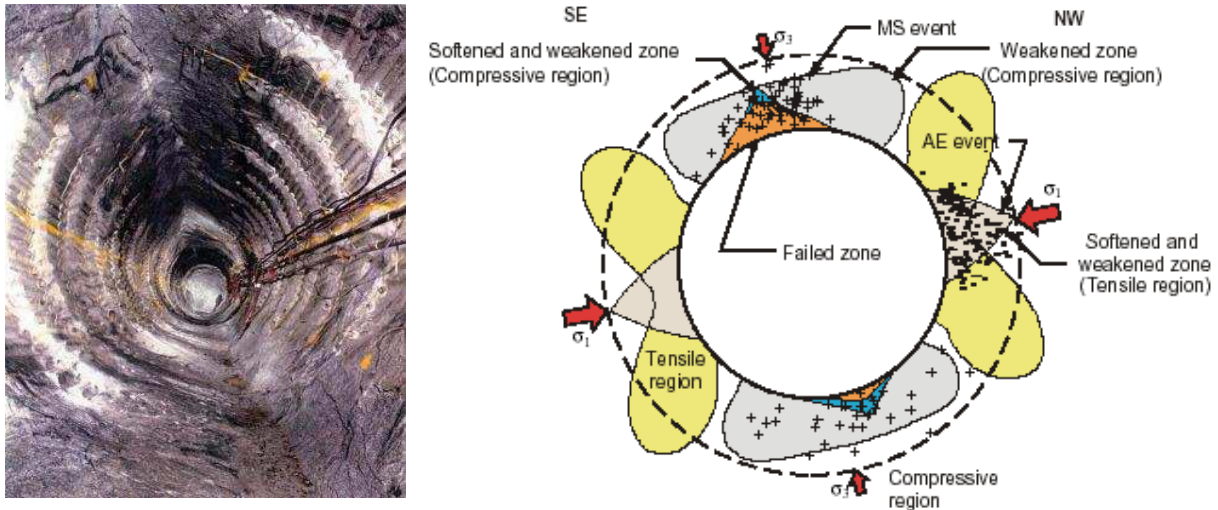 SE
NW
σ3
MS event
Softened and weakened zone
(Compressive region)
Weakened zone
(Compressive region)
AE event
σ1
Failed zone
Softened and
weakened zone
(Tensile region)
σ1
Tensile
region
σ3
Compressive
region